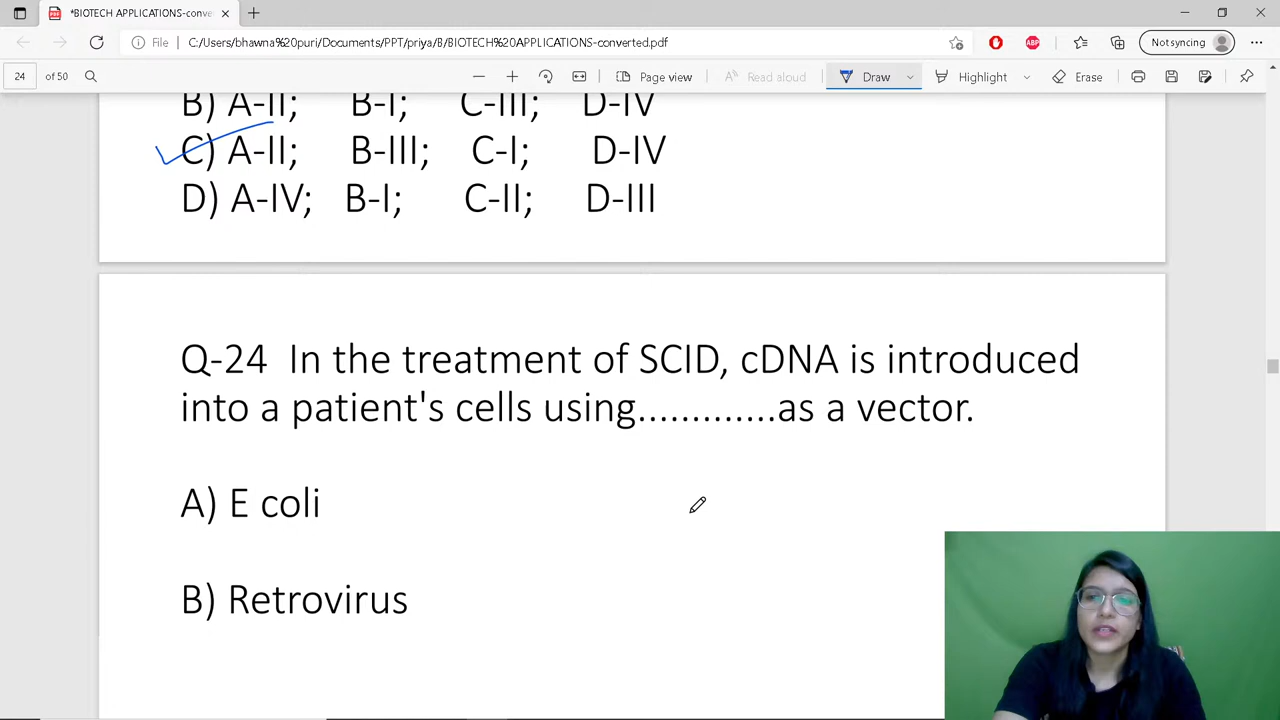 *BIOTECH APPLICATIONS-conver
File C:/Users/bhawna%20puri/Documents/PPT/priya/B/BIOTECH%20APPLICATIONS-converted.pdf
ABP
Not syncing
24 of 50
Page view
Read aloud
Draw
Highlight
Erase
B) A-II; B-I; C-III; D-IV
C) A-II; B-III; C-I; D-IV
D) A-IV; B-I; C-II; D-III
Q-24 In the treatment of SCID, cDNA is introduced
into a patient's cells using.............as a vector.
A) E coli
B) Retrovirus